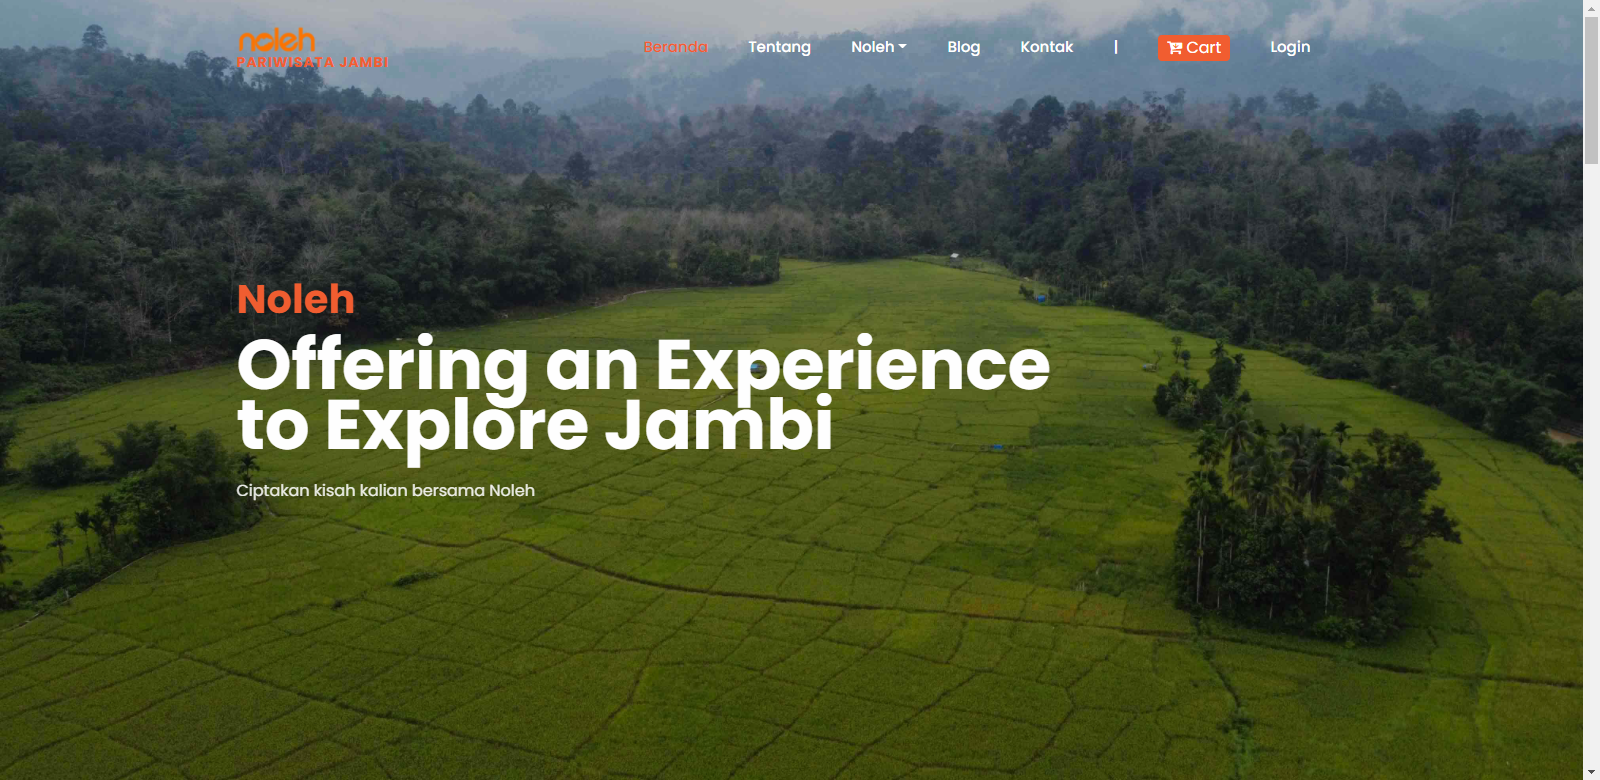 noleh
PARIWISATA JAMBI
Beranda Tentang Noleh Blog Kontak | Cart Login
Noleh
Offering an Experience
to Explore Jambi
Ciptakan kisah kalian bersama Noleh